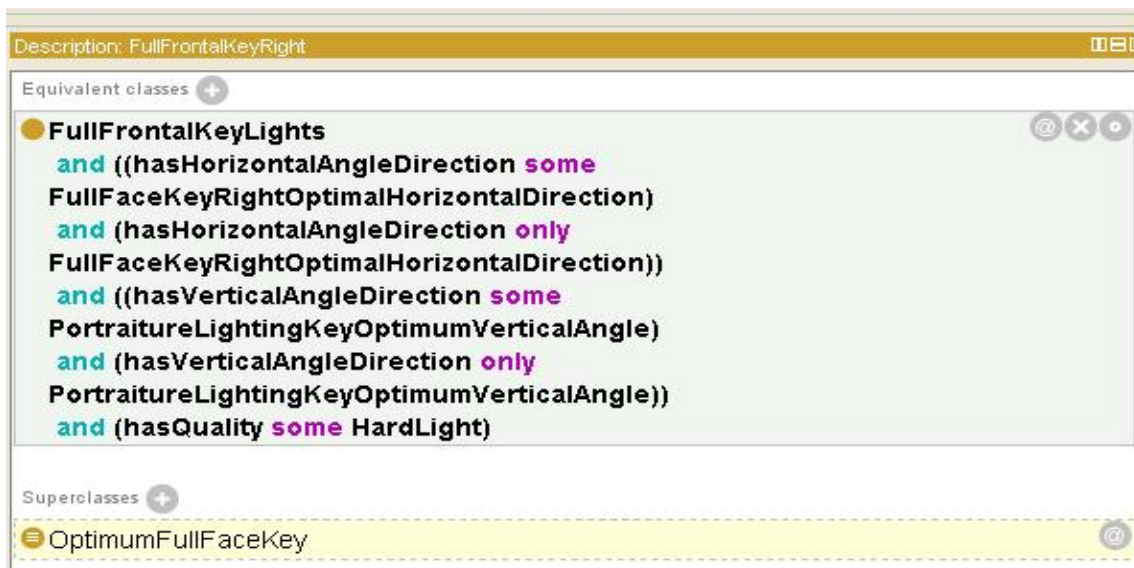 Description: FullFrontalKeyRight
Equivalent classes
FullFrontalKeyLights
and ((hasHorizontalAngleDirection some
FullFaceKeyRightOptimalHorizontalDirection)
and (hasHorizontalAngleDirection only
FullFaceKeyRightOptimalHorizontalDirection))
and ((hasVerticalAngleDirection some
PortraitureLightingKeyOptimumVerticalAngle)
and (hasVerticalAngleDirection only
PortraitureLightingKeyOptimumVerticalAngle))
and (hasQuality some HardLight)
Superclasses
OptimumFullFaceKey